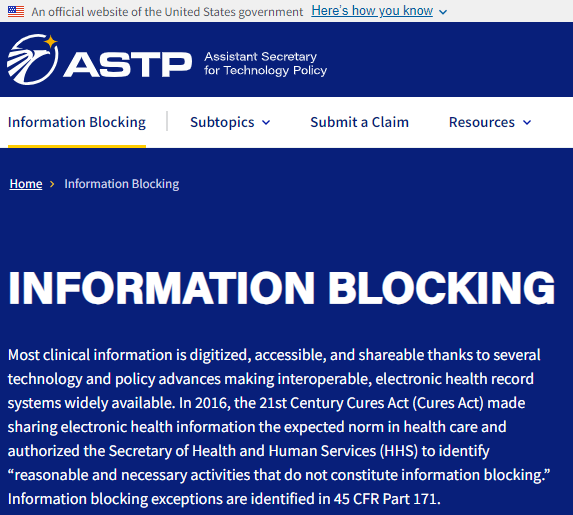 An official website of the United States government Here's how you know
ASTP Assistant Secretary
for Technology Policy
Information Blocking Subtopics Submit a Claim Resources
Home > Information Blocking
INFORMATION BLOCKING
Most clinical information is digitized, accessible, and shareable thanks to several
technology and policy advances making interoperable, electronic health record
systems widely available. In 2016, the 21st Century Cures Act (Cures Act) made
sharing electronic health information the expected norm in health care and
authorized the Secretary of Health and Human Services (HHS) to identify
“reasonable and necessary activities that do not constitute information blocking.”
Information blocking exceptions are identified in 45 CFR Part 171.